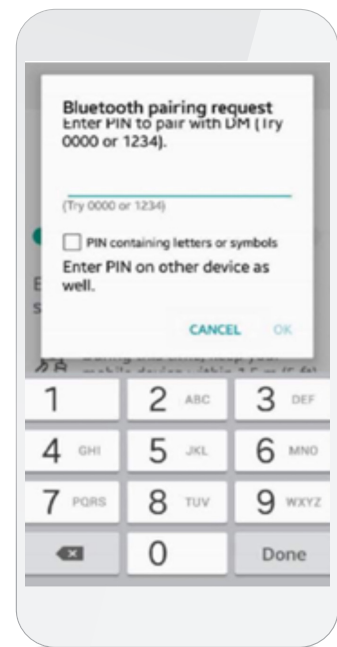 Bluetooth pairing request
Enter PIN to pair with DM (Try
0000 or 1234).
(Try 0000 or 1234)
PIN containing letters or symbols
Enter PIN on other device as
well.
CANCEL OK
1 2 ABC 3 DEF
4 GHI 5 JKL 6 MNO
7 PQRS 8 TUV 9 WXYZ
0 Done